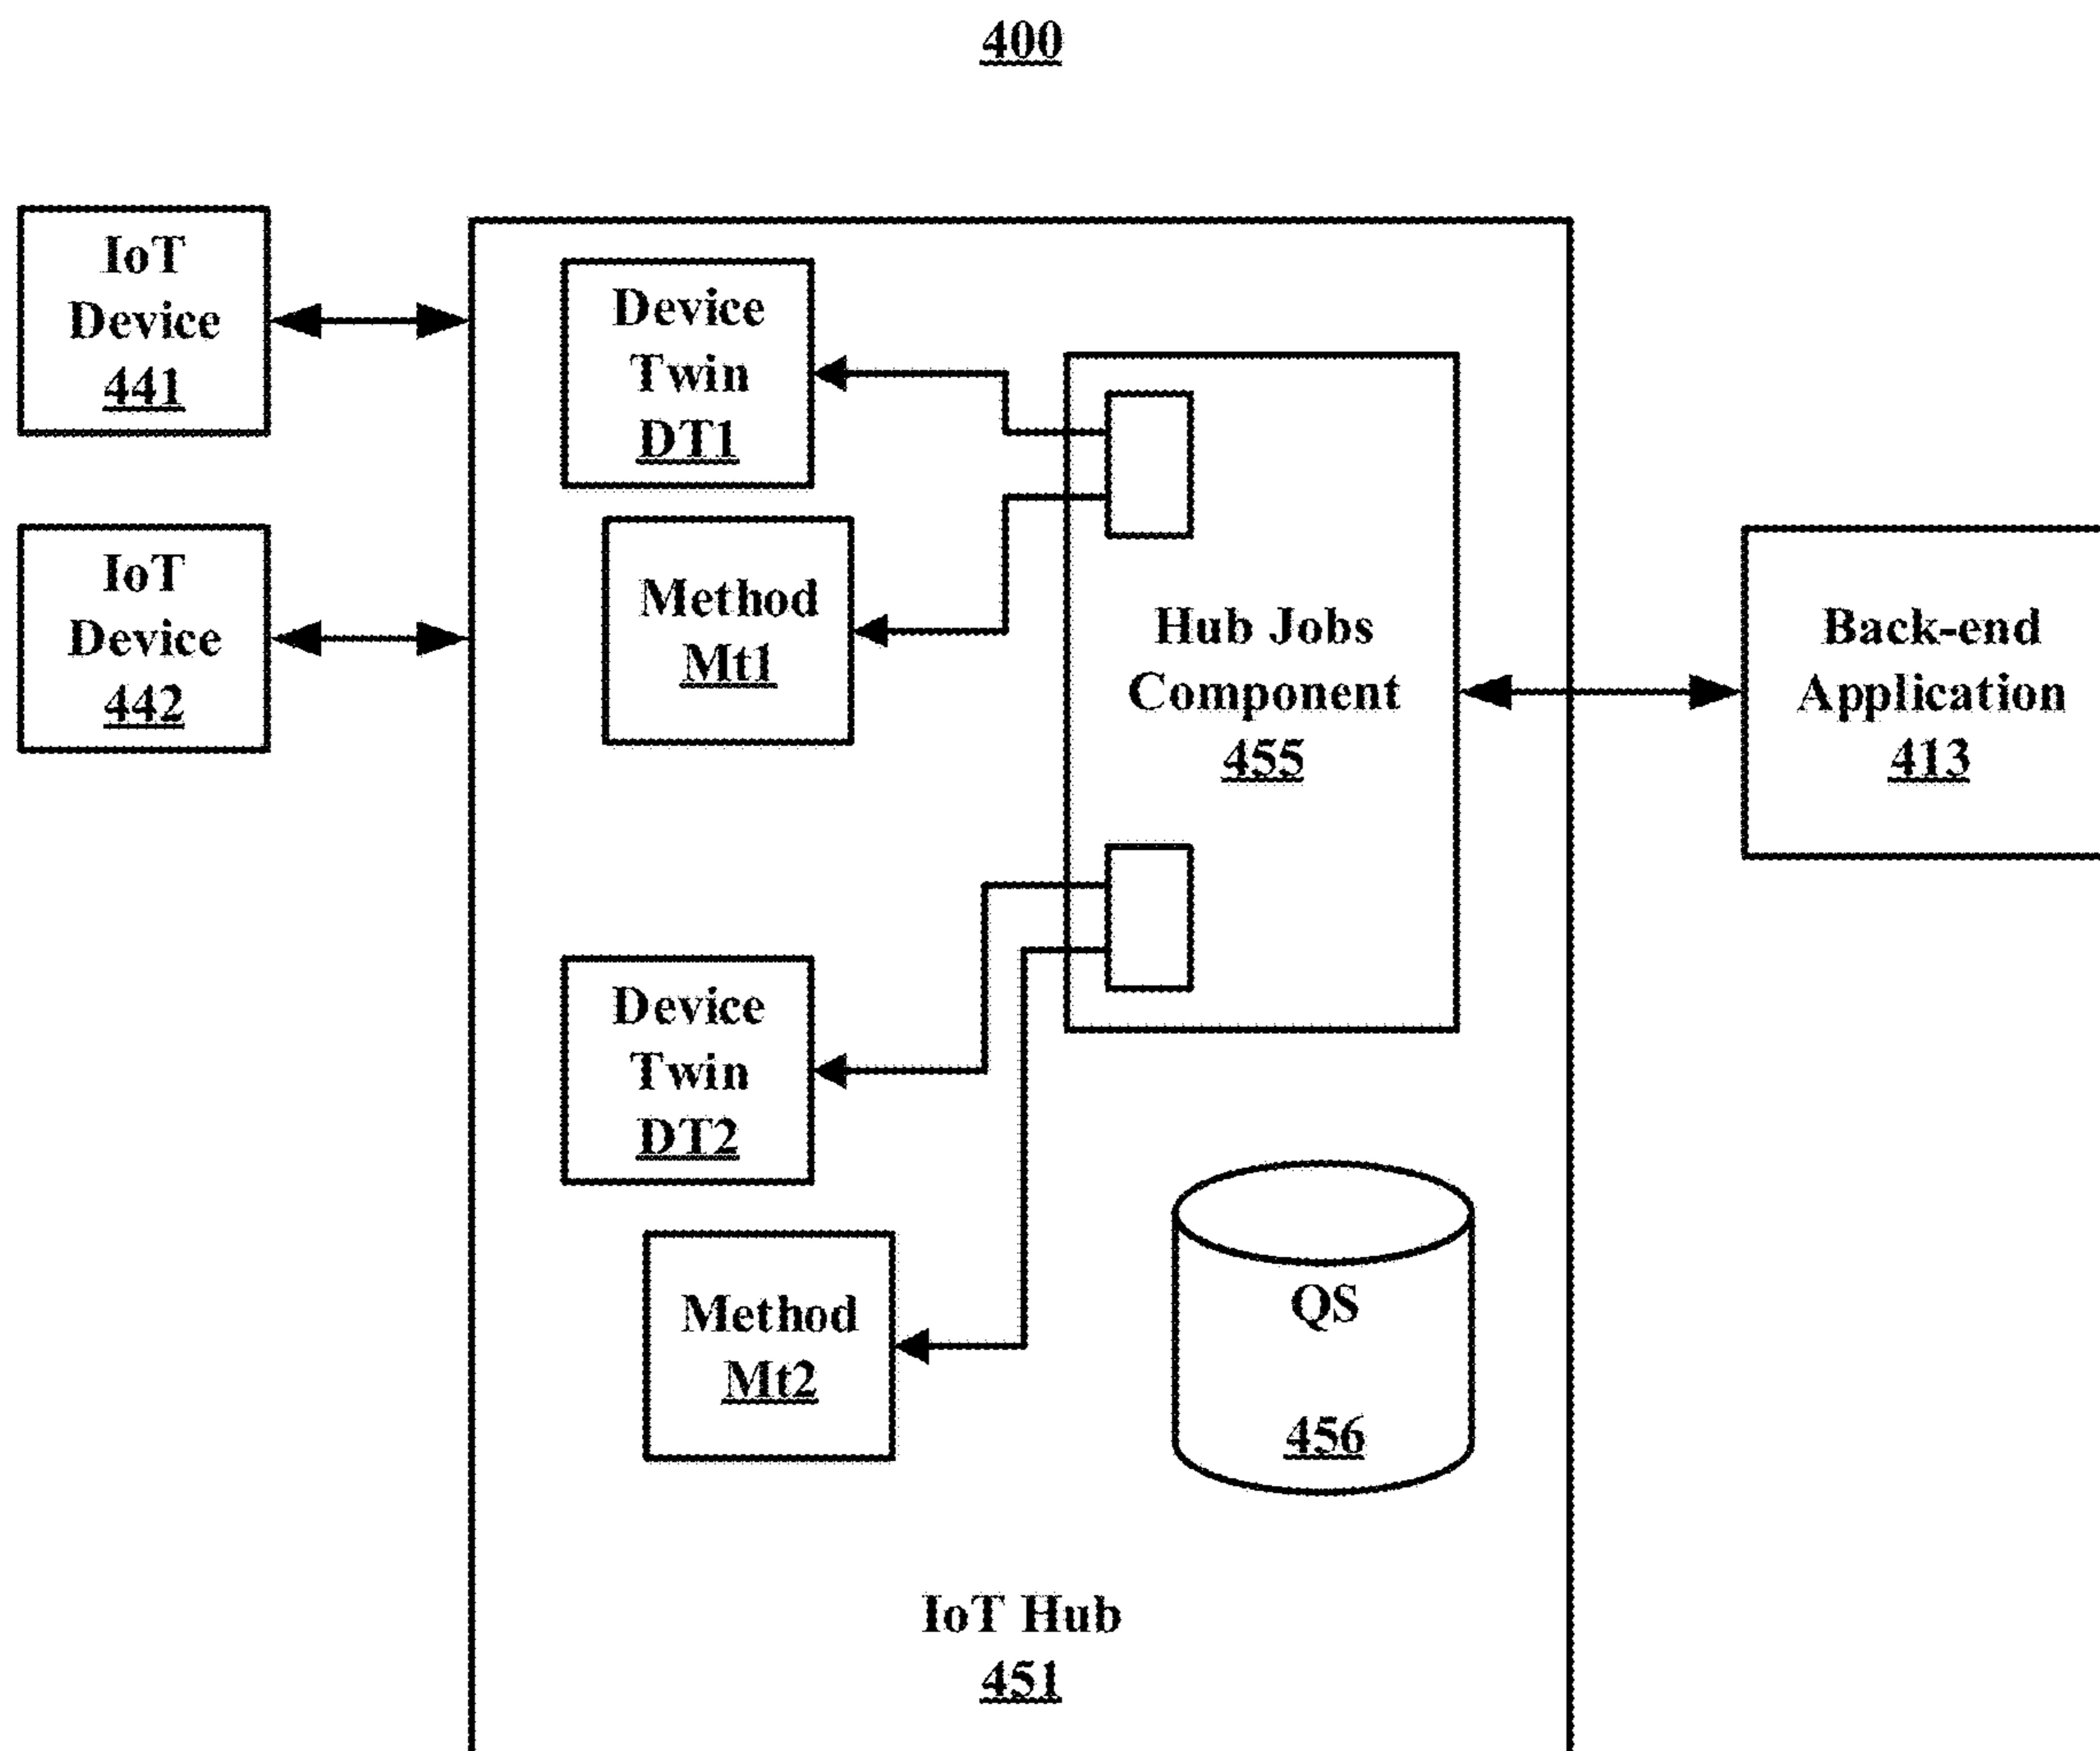 400
IoT
Device
441
IoT
Device
442
Device
Twin
DT1
Method
Mt1
Hub Jobs
Component
455
Back-end
Application
413
Device
Twin
DT2
Method
Mt2
QS
456
IoT Hub
451